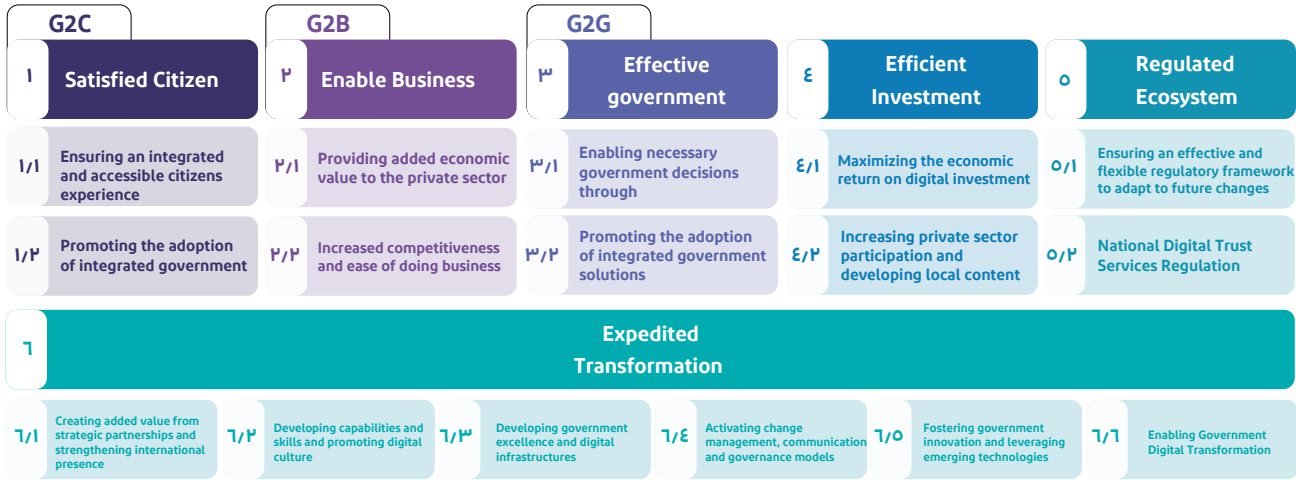 G2C
G2B
G2G
١
Satisfied Citizen
٢
Enable Business
٣
Effective
government
٤
Efficient
Investment
٥
Regulated
Ecosystem
١/١
Ensuring an integrated
and accessible citizens
experience
٢/١
Providing added economic
value to the private sector
٣/١
Enabling necessary
government decisions
through
٤/١
Maximizing the economic
return on digital investment
٥/١
Ensuring an effective and
flexible regulatory framework
to adapt to future changes
١/٢
Promoting the adoption
of integrated government
٢/٢
Increased competitiveness
and ease of doing business
٣/٢
Promoting the adoption
of integrated government
solutions
٤/٢
Increasing private sector
participation and
developing local content
٥/٢
National Digital Trust
Services Regulation
٦
Expedited
Transformation
٦/١
Creating added value from
strategic partnerships and
strengthening international
presence
٦/٢
Developing capabilities and
skills and promoting digital
culture
٦/٣
Developing government
excellence and digital
infrastructures
٦/٤
Activating change
management, communication
and governance models
٦/٥
Fostering government
innovation and leveraging
emerging technologies
٦/٦
Enabling Government
Digital Transformation